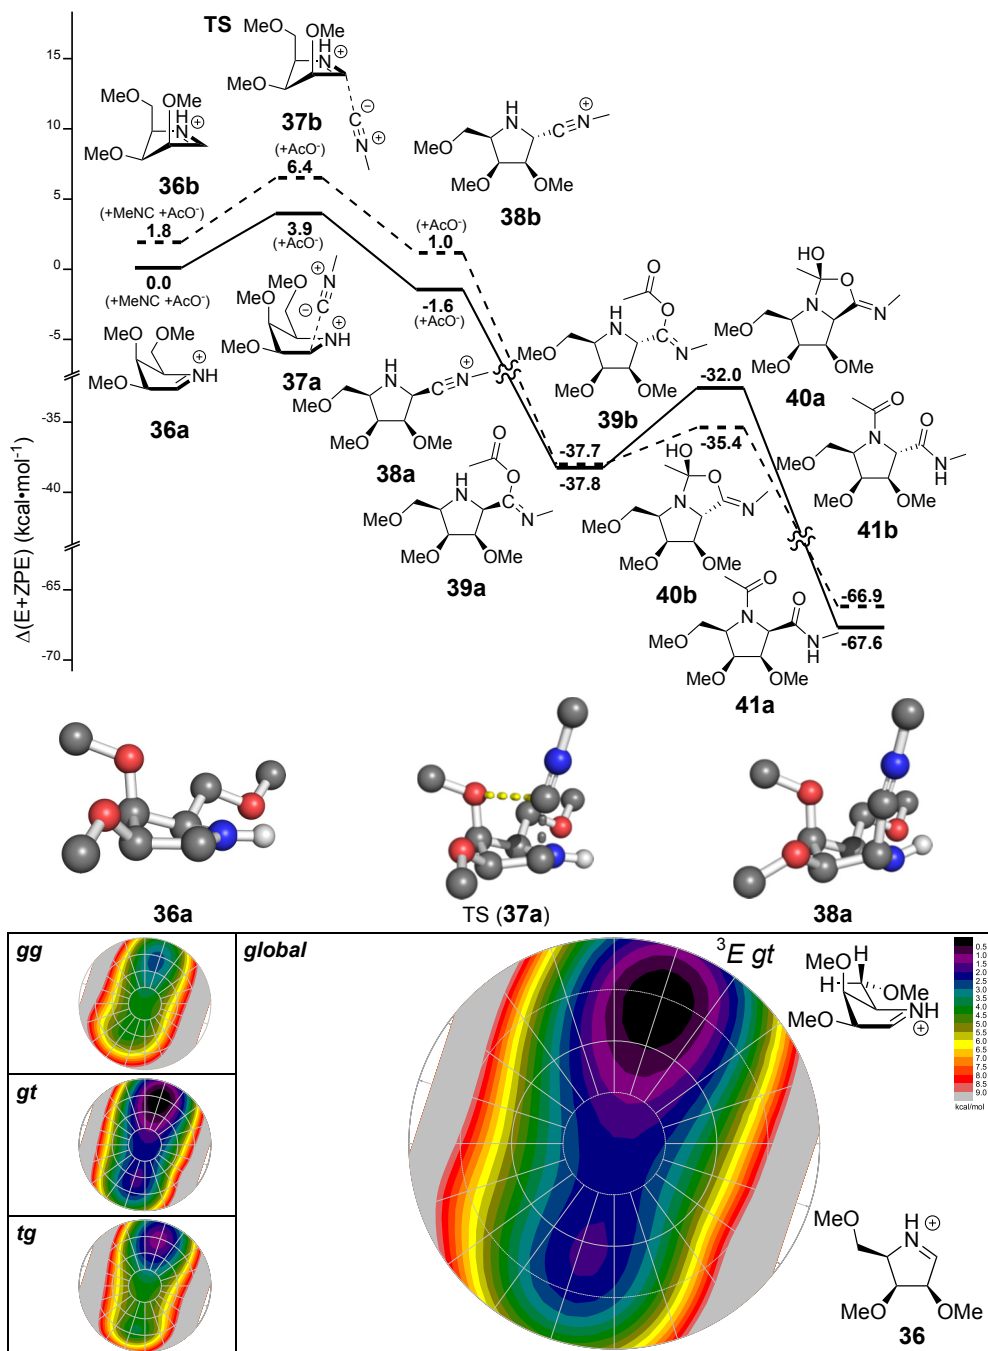 TS
Δ(E+ZPE) (kcal•mol⁻¹)
15
10
5
0
-5
-35
-40
-65
-70
MeO
OMe
H
N
⊕
MeO
36b
(+MeNC +AcO⁻)
1.8
0.0
(+MeNC +AcO⁻)
MeO
OMe
H
N
⊕
MeO
C
⊖
N
⊕
37b
(+AcO⁻)
6.4
3.9
(+AcO⁻)
H
N
C
N
⊕
MeO
MeO
OMe
38b
(+AcO⁻)
1.0
-1.6
(+AcO⁻)
OMe
OMe
MeO
NH
⊕
36a
MeO
MeO
MeO
N
⊕
C
⊖
NH
⊕
37a
H
N
C
N
⊕
MeO
MeO
OMe
38a
O
O
H
N
C
N
MeO
MeO
OMe
39b
O
O
H
N
C
N
MeO
MeO
OMe
39a
-37.7
-37.8
HO
O
N
N
MeO
MeO
OMe
40a
-32.0
-35.4
HO
O
N
N
MeO
MeO
OMe
40b
O
N
O
N
H
MeO
MeO
OMe
41b
O
N
O
N
H
MeO
MeO
OMe
41a
-66.9
-67.6
36a
TS (37a)
38a
gg
gt
tg
global
³E gt
H
MeO
H
OMe
MeO
NH
⊕
0.5
1.0
1.5
2.0
2.5
3.0
3.5
4.0
4.5
5.0
5.5
6.0
6.5
7.0
7.5
8.0
8.5
9.0
kcal/mol
MeO
H
N
⊕
MeO
OMe
36